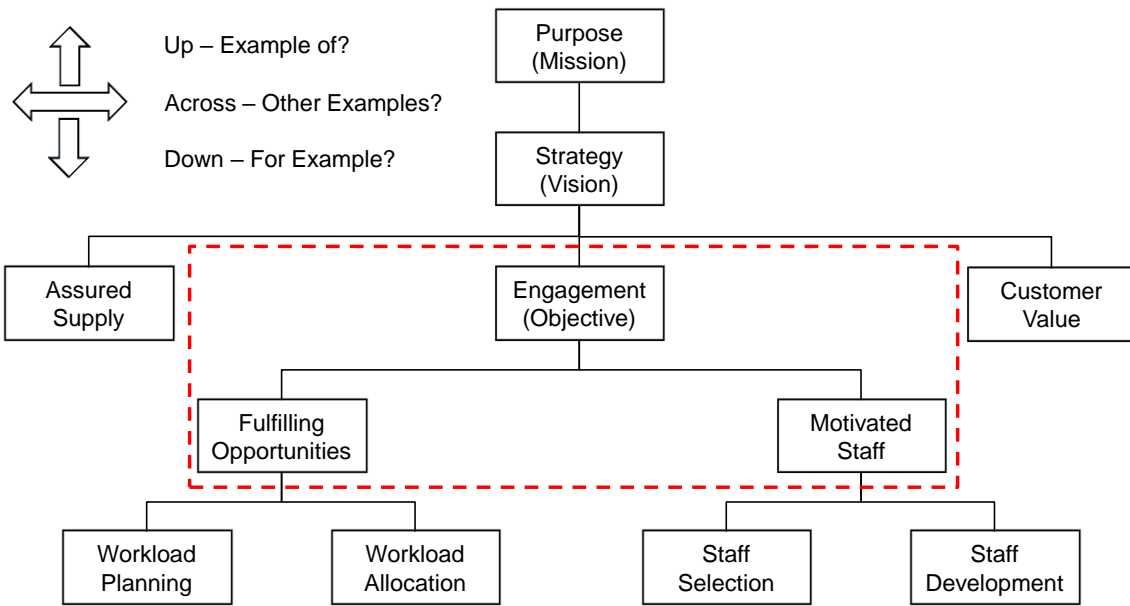 Up – Example of?
Across – Other Examples?
Down – For Example?
Purpose
(Mission)
Strategy
(Vision)
Assured
Supply
Engagement
(Objective)
Customer
Value
Fulfilling
Opportunities
Motivated
Staff
Workload
Planning
Workload
Allocation
Staff
Selection
Staff
Development